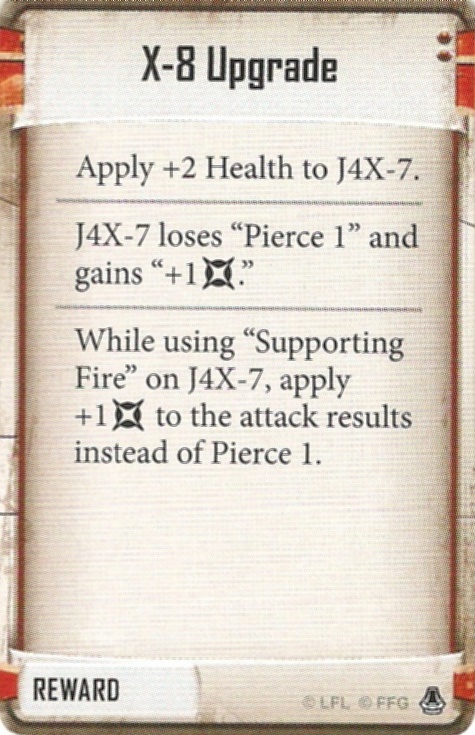 X-8 Upgrade
Apply +2 Health to J4X-7.
J4X-7 loses “Pierce 1” and
gains “+1.”
While using “Supporting
Fire” on J4X-7, apply
+1 to the attack results
instead of Pierce 1.
REWARD
© LFL © FFG